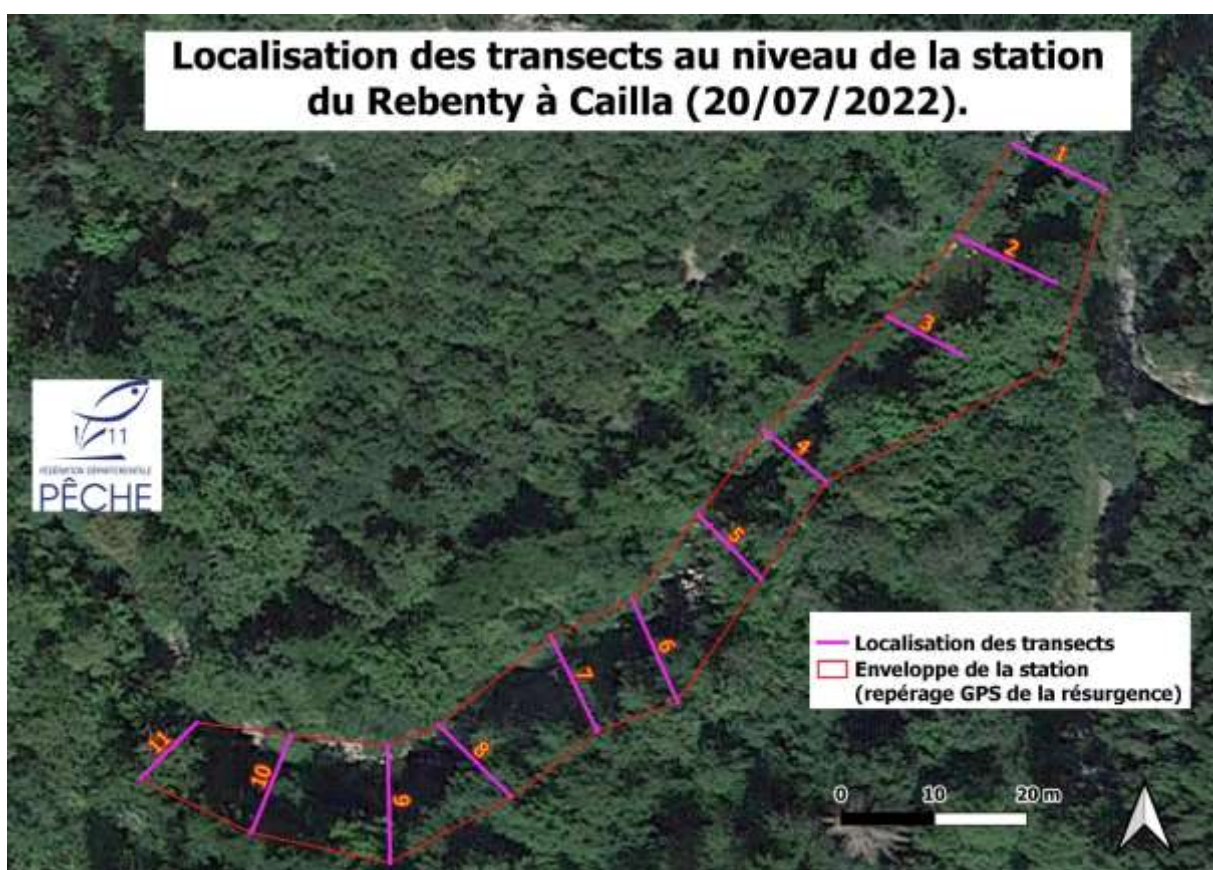 Localisation des transects au niveau de la station
du Rebenty à Cailla (20/07/2022).
1
2
3
4
5
6
7
8
9
10
11
11
FÉDÉRATION DÉPARTEMENTALE
PÊCHE
Localisation des transects
Enveloppe de la station
(repérage GPS de la résurgence)
0 10 20 m